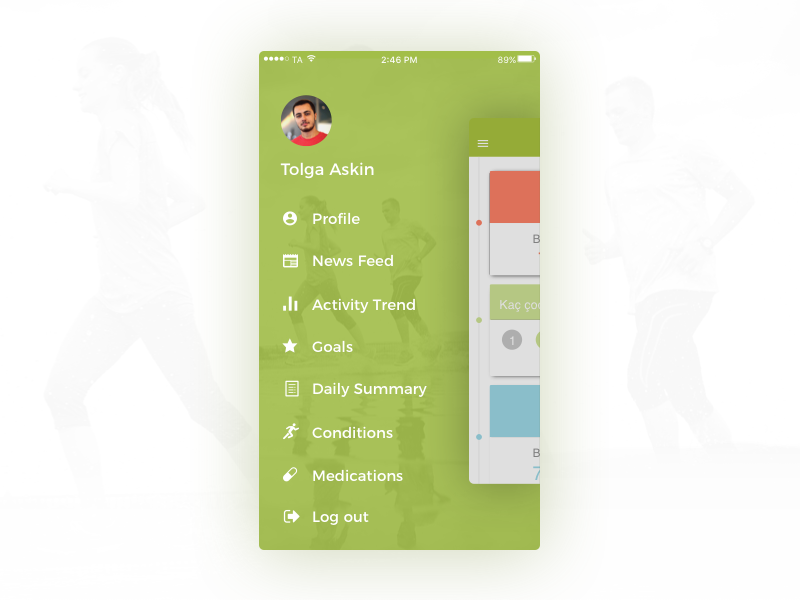 TA 2:46 PM 89%
Tolga Askin
Profile
News Feed
Activity Trend
Goals
Daily Summary
Conditions
Medications
Log out
B
Kaç
1
B
7